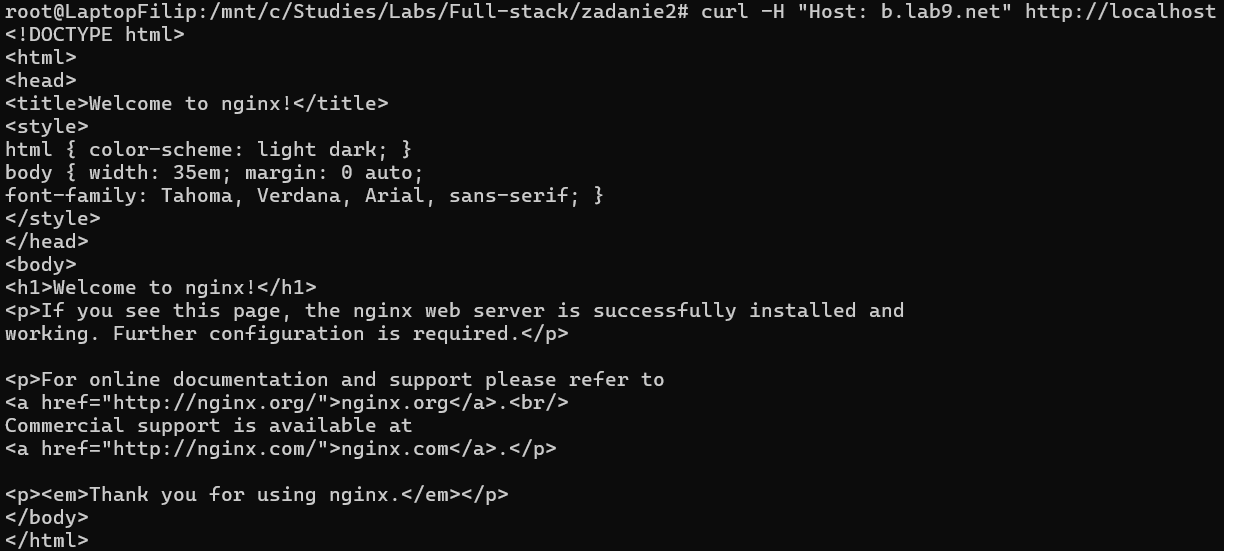 root@LaptopFilip:/mnt/c/Studies/Labs/Full-stack/zadanie2# curl -H "Host: b.lab9.net" http://localhost
<!DOCTYPE html>
<html>
<head>
<title>Welcome to nginx!</title>
<style>
html { color-scheme: light dark; }
body { width: 35em; margin: 0 auto;
font-family: Tahoma, Verdana, Arial, sans-serif; }
</style>
</head>
<body>
<h1>Welcome to nginx!</h1>
<p>If you see this page, the nginx web server is successfully installed and
working. Further configuration is required.</p>

<p>For online documentation and support please refer to
<a href="http://nginx.org/">nginx.org</a>.<br/>
Commercial support is available at
<a href="http://nginx.com/">nginx.com</a>.</p>

<p><em>Thank you for using nginx.</em></p>
</body>
</html>